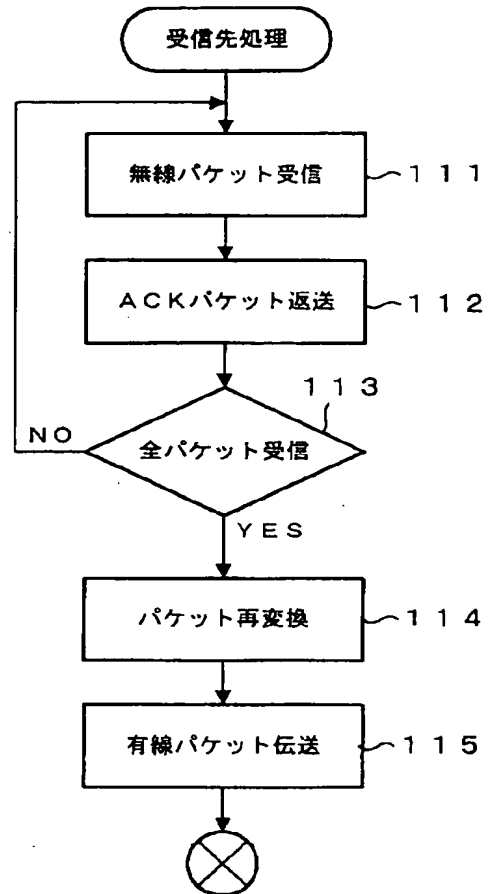 受信先処理
無線パケット受信
111
ACKパケット返送
112
113
全パケット受信
NO
YES
パケット再変換
114
有線パケット伝送
115